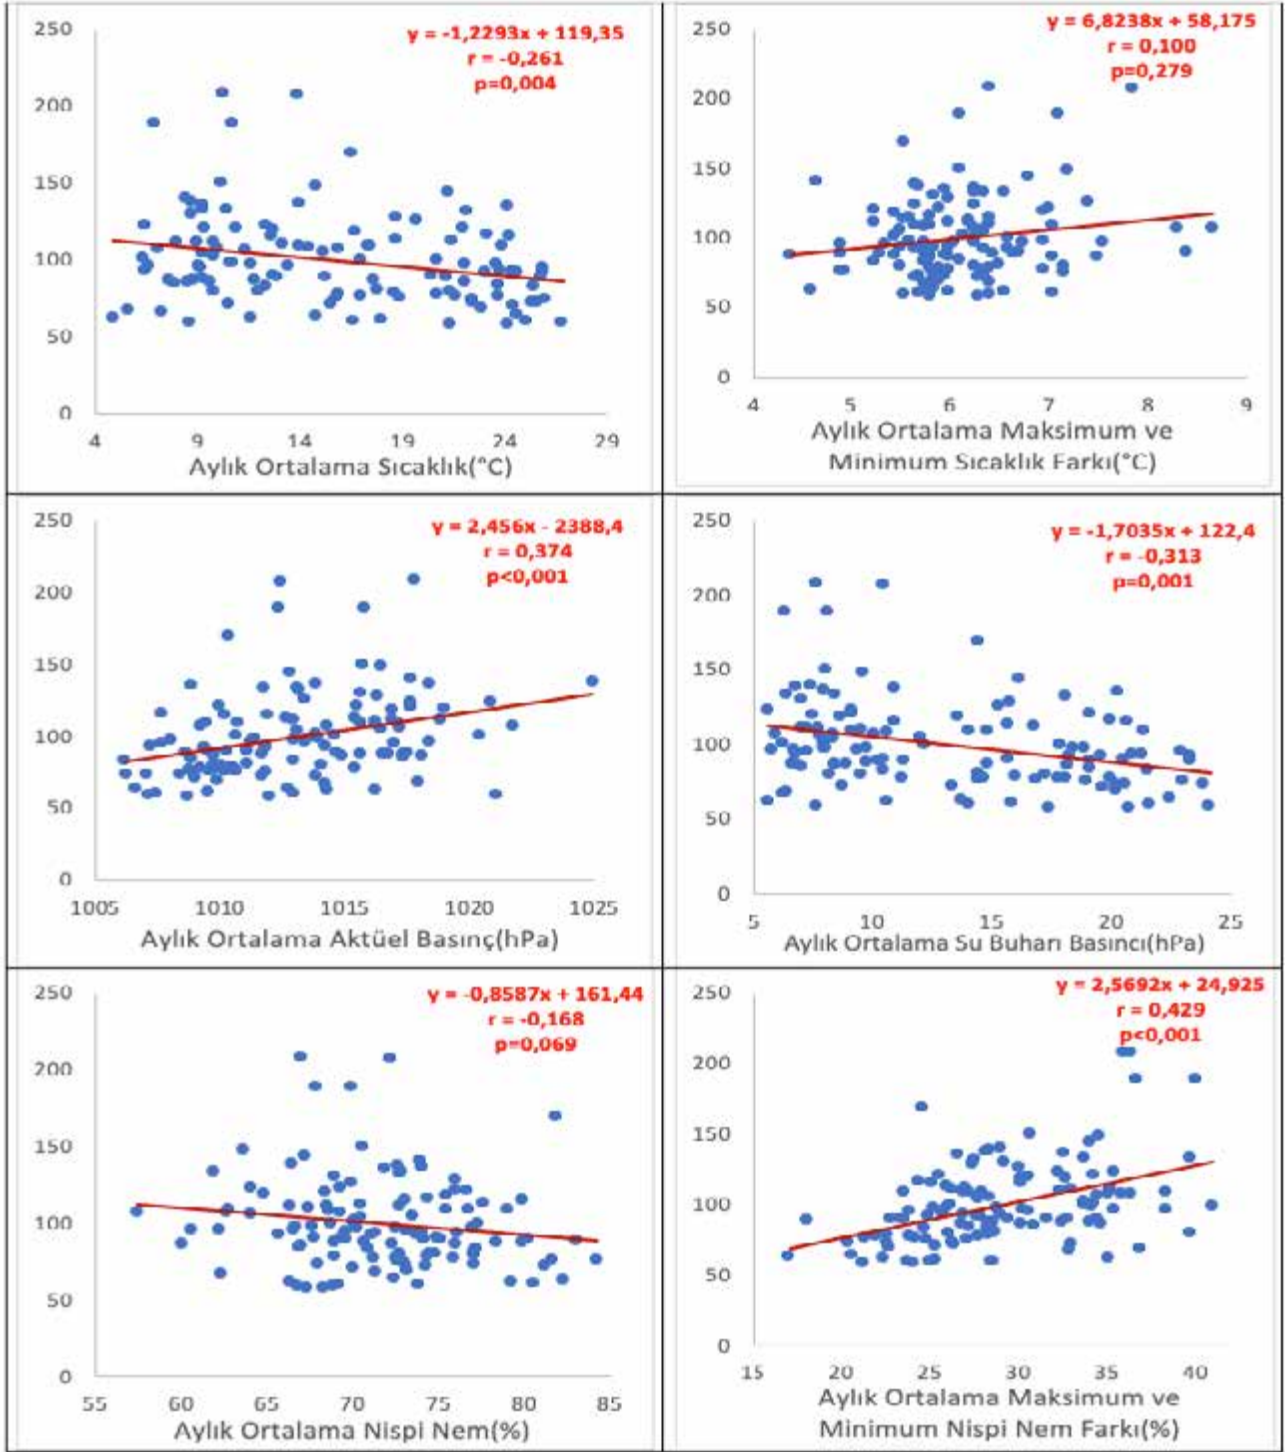 y = -1,2293x + 119,35
r = -0,261
p=0,004
250
200
150
100
50
0
4 9 14 19 24 29
Aylık Ortalama Sıcaklık(°C)
y = 6,8238x + 58,175
r = 0,100
p=0,279
250
200
150
100
50
0
4 5 6 7 8 9
Aylık Ortalama Maksimum ve
Minimum Sıcaklık Farkı(°C)
y = 2,456x - 2388,4
r = 0,374
p<0,001
250
200
150
100
50
0
1005 1010 1015 1020 1025
Aylık Ortalama Aktüel Basınç(hPa)
y = -1,7035x + 122,4
r = -0,313
p=0,001
250
200
150
100
50
0
5 10 15 20 25
Aylık Ortalama Su Buharı Basıncı(hPa)
y = -0,8587x + 161,44
r = -0,168
p=0,069
250
200
150
100
50
0
55 60 65 70 75 80 85
Aylık Ortalama Nispi Nem(%)
y = 2,5692x + 24,925
r = 0,429
p<0,001
250
200
150
100
50
0
15 20 25 30 35 40
Aylık Ortalama Maksimum ve
Minimum Nispi Nem Farkı(%)